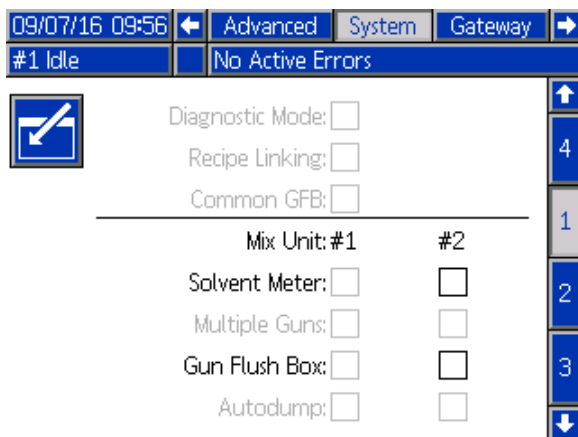 09/07/16 09:56 Advanced System Gateway
#1 Idle No Active Errors
Diagnostic Mode:
4
Recipe Linking:
Common GFB:
1
Mix Unit: #1 #2
Solvent Meter:
2
Multiple Guns:
Gun Flush Box:
3
Autodump: